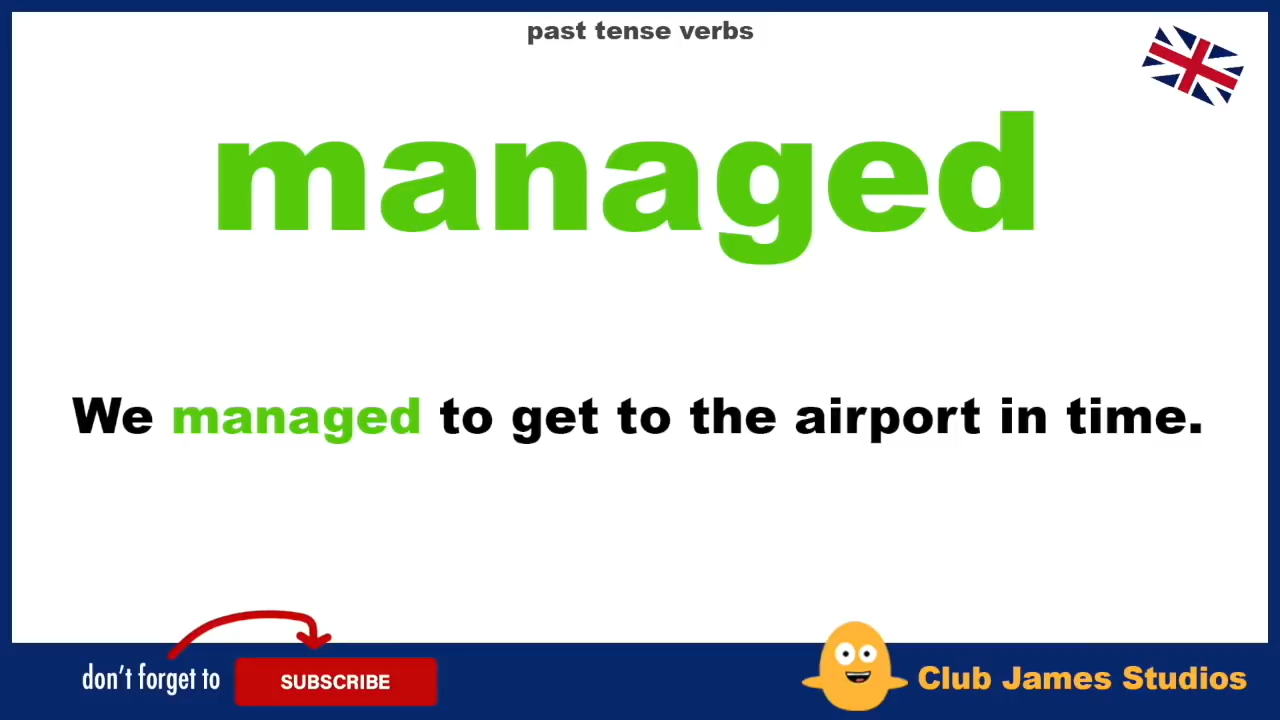 past tense verbs
managed
We managed to get to the airport in time.
don't forget to SUBSCRIBE
Club James Studios